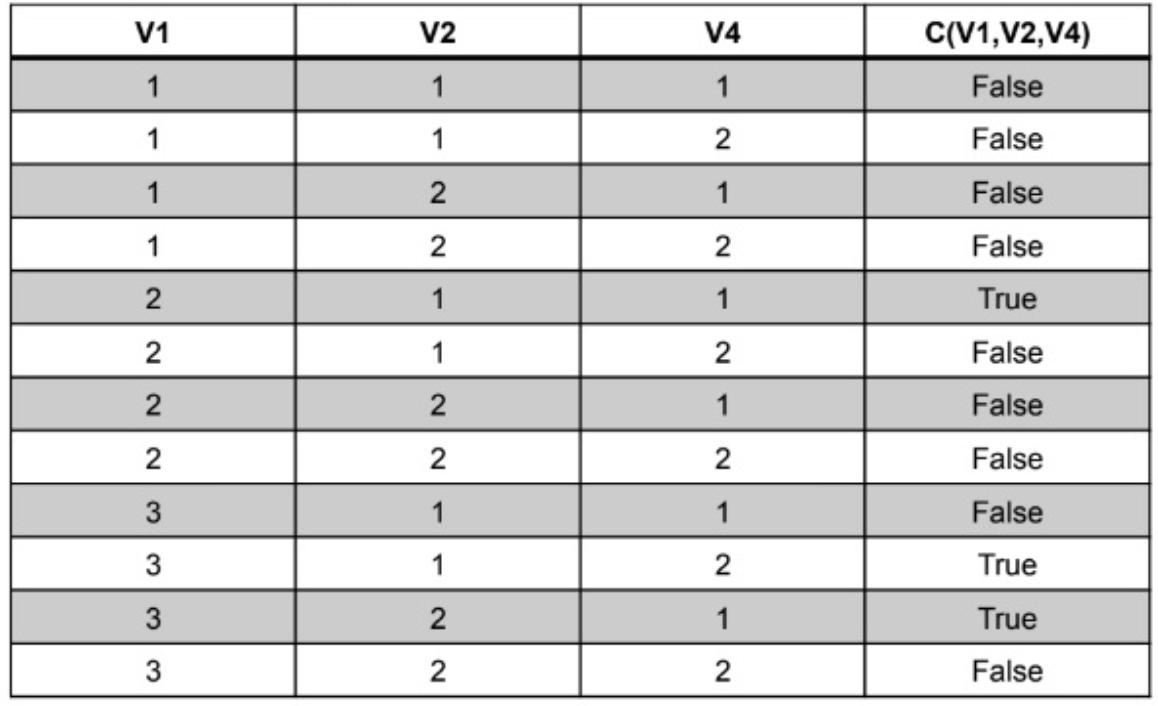 V1 V2 V4 C(V1,V2,V4)
1 1 1 False
1 1 2 False
1 2 1 False
1 2 2 False
2 1 1 True
2 1 2 False
2 2 1 False
2 2 2 False
3 1 1 False
3 1 2 True
3 2 1 True
3 2 2 False